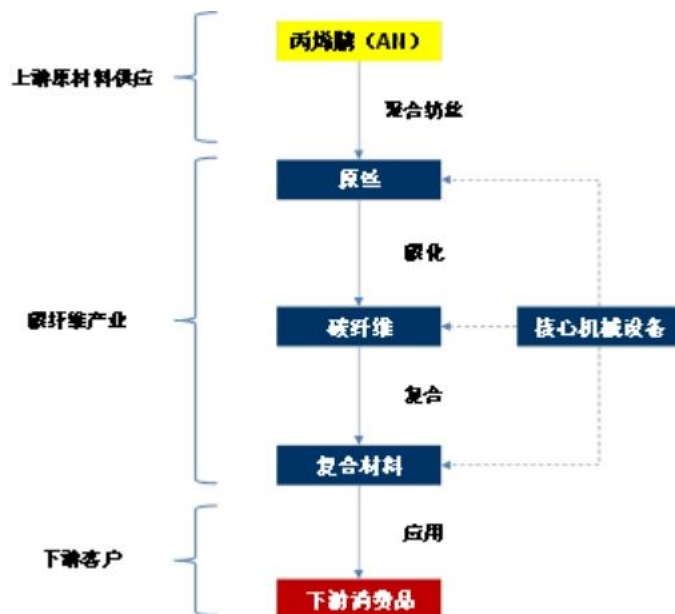 丙烯腈（AN）
上游原材料供应
聚合纺丝
原丝
碳化
碳纤维产业
碳纤维
核心机械设备
复合
复合材料
应用
下游客户
下游消费品